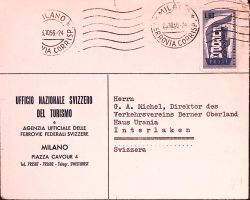 MILANO
FERROVIA CORRISP.
UFFICIO NAZIONALE SVIZZERO
DEL TURISMO
e
AGENZIA UFFICIALE DELLE
FERROVIE FEDERALI SVIZZERE
MILANO
PIAZZA CAVOUR 4
Herrn
G. A. Michel, Direktor des
Verkehrsvereins Berner Oberland
Haus Urania
Interlaken
Svizzera